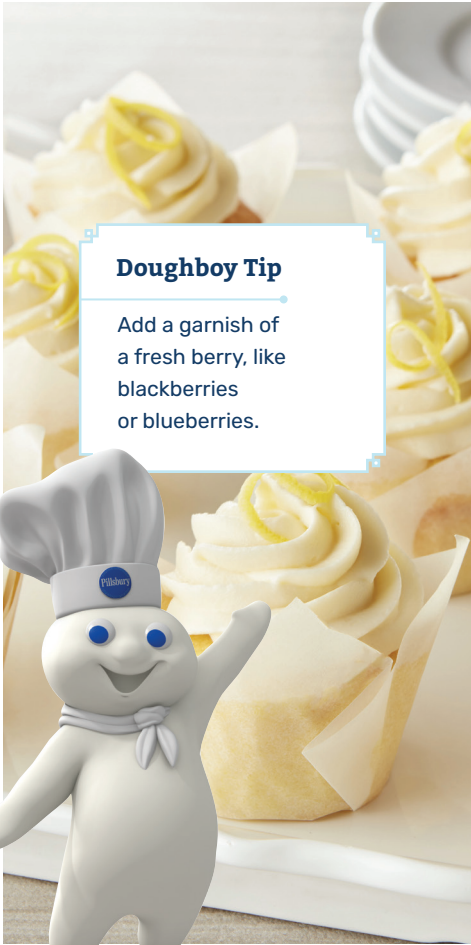 Doughboy Tip
Add a garnish of
a fresh berry, like
blackberries
or blueberries.
Pillsbury